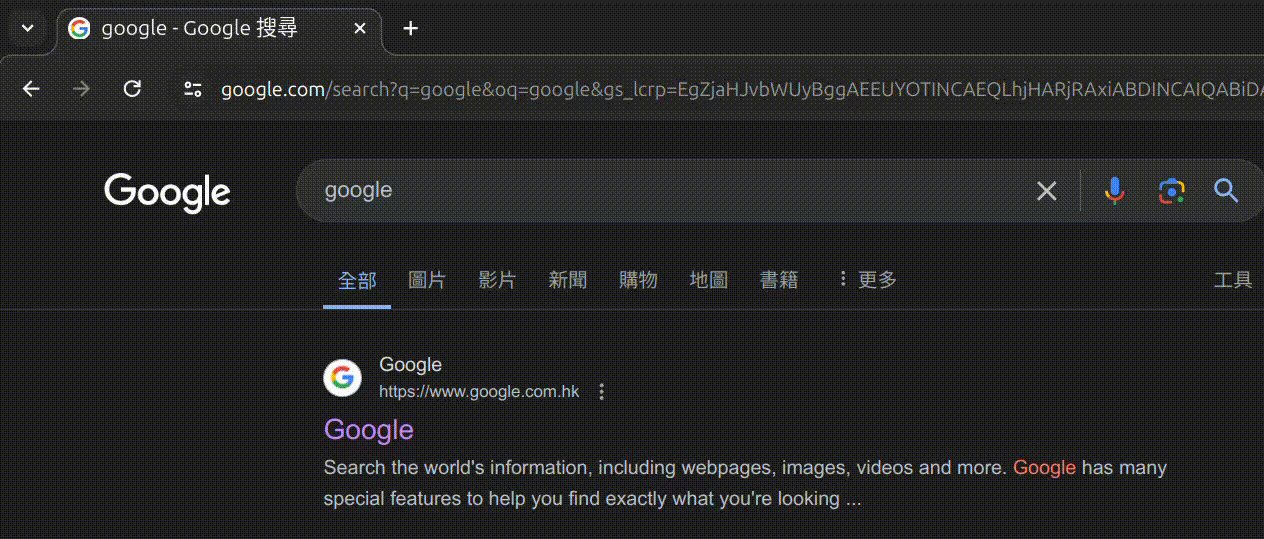 google - Google 搜尋
google.com/search?q=google&oq=google&gs_lcrp=EgZjaHJvbWUyBggAEEUYOTINCAEQLhjHARjRAxiABDINCAIQABiDA
Google
google
全部 圖片 影片 新聞 購物 地圖 書籍 更多 工具
Google
https://www.google.com.hk
Google
Search the world's information, including webpages, images, videos and more. Google has many
special features to help you find exactly what you're looking ...